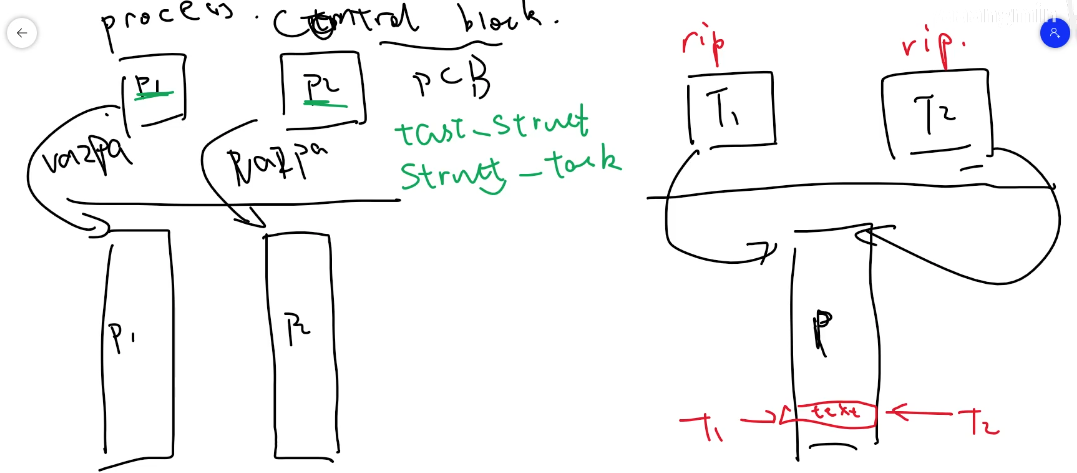 process. Control block.
P1
P2
PCB
task_struct
struct_task
va2pa
va2pa
P1
P2
rip
rip.
T1
T2
P
text
T1
T2